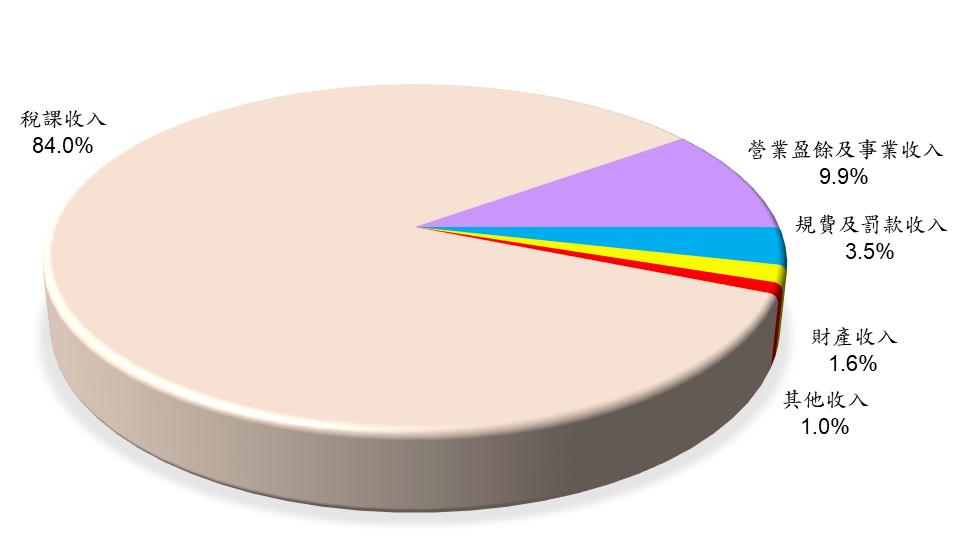 稅課收入
84.0%
營業盈餘及事業收入
9.9%
規費及罰款收入
3.5%
財產收入
1.6%
其他收入
1.0%